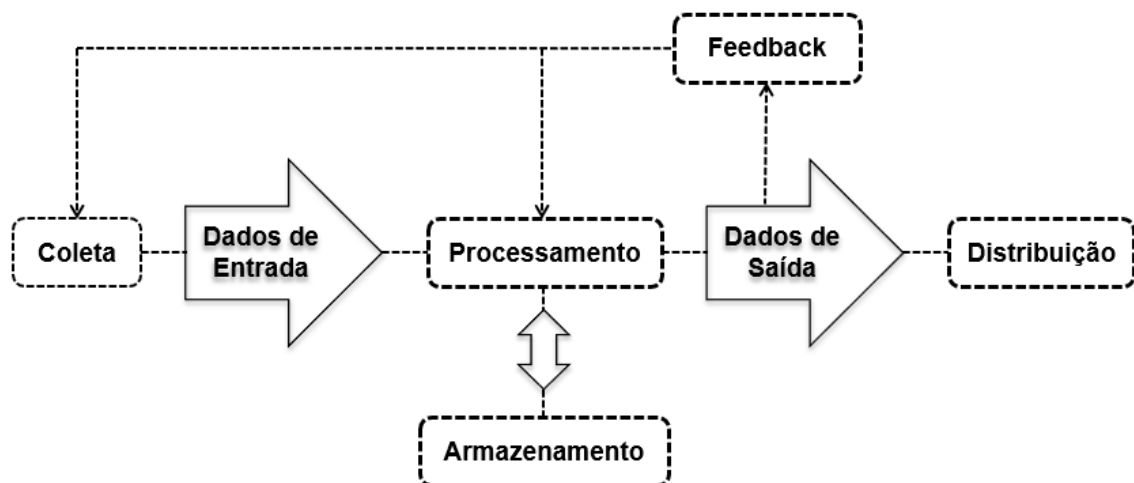 Feedback
Coleta
Dados de
Entrada
Processamento
Dados de
Saída
Distribuição
Armazenamento